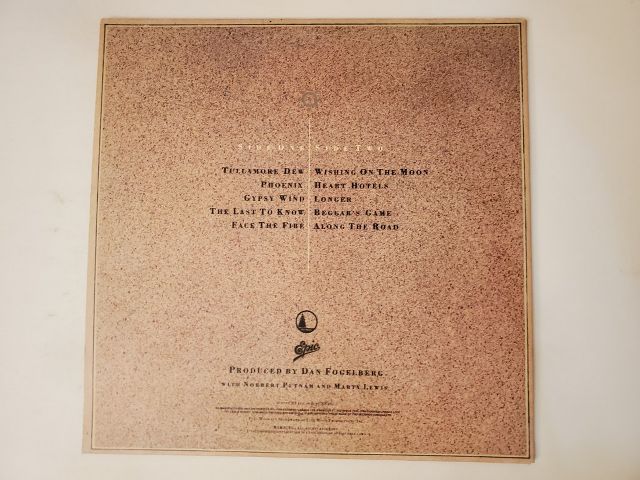 SIDE ONE SIDE TWO
TULLAMORE DEW WISHING ON THE MOON
PHOENIX HEART HOTELS
GYPSY WIND LONGER
THE LAST TO KNOW BEGGAR'S GAME
FACE THE FIRE ALONG THE ROAD
Epic
PRODUCED BY DAN FOGELBERG
WITH NORBERT PUTNAM AND MARTY LEWIS